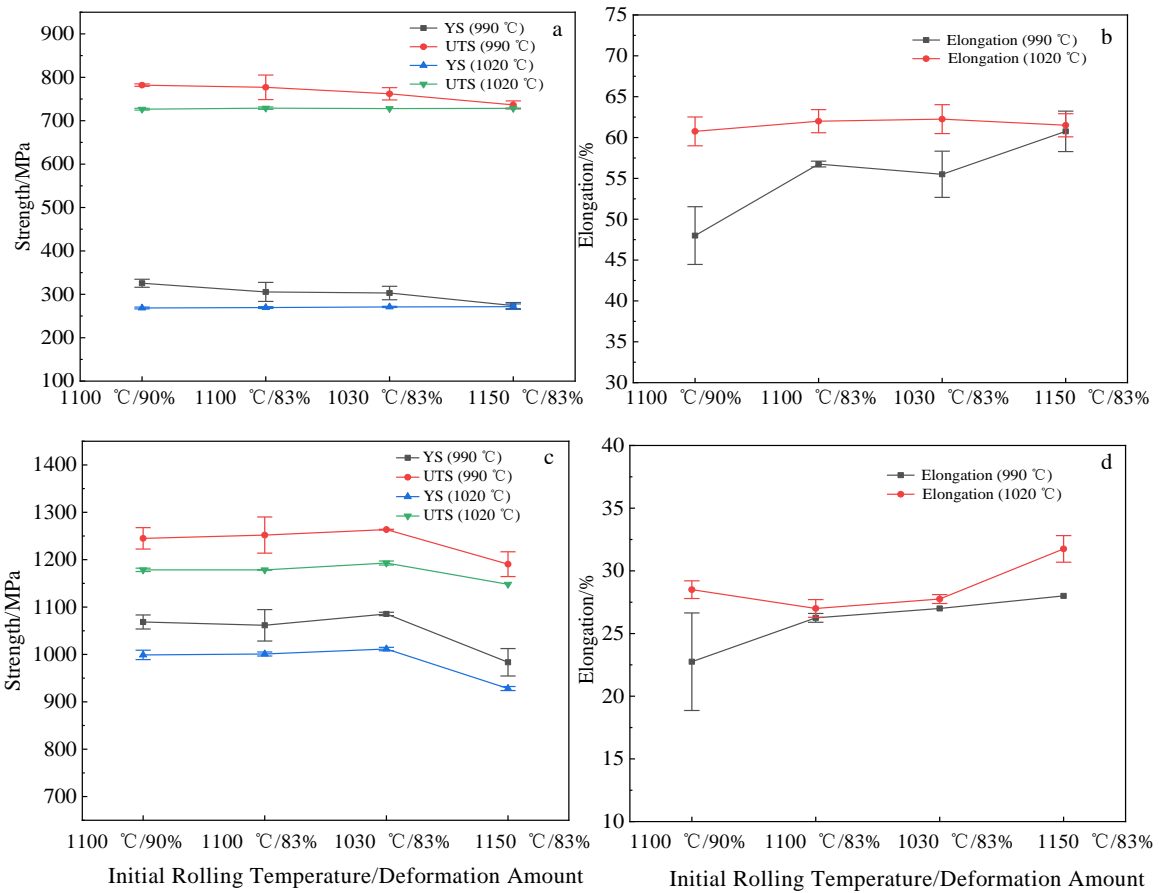 a
YS (990 ℃)
UTS (990 ℃)
YS (1020 ℃)
UTS (1020 ℃)
900
800
700
600
500
400
300
200
100
Strength/MPa
1100 ℃/90% 1100 ℃/83% 1030 ℃/83% 1150 ℃/83%
b
Elongation (990 ℃)
Elongation (1020 ℃)
75
70
65
60
55
50
45
40
35
30
Elongation/%
1100 ℃/90% 1100 ℃/83% 1030 ℃/83% 1150 ℃/83%
c
YS (990 ℃)
UTS (990 ℃)
YS (1020 ℃)
UTS (1020 ℃)
1400
1300
1200
1100
1000
900
800
700
Strength/MPa
1100 ℃/90% 1100 ℃/83% 1030 ℃/83% 1150 ℃/83%
Initial Rolling Temperature/Deformation Amount
d
Elongation (990 ℃)
Elongation (1020 ℃)
40
35
30
25
20
15
10
Elongation/%
1100 ℃/90% 1100 ℃/83% 1030 ℃/83% 1150 ℃/83%
Initial Rolling Temperature/Deformation Amount